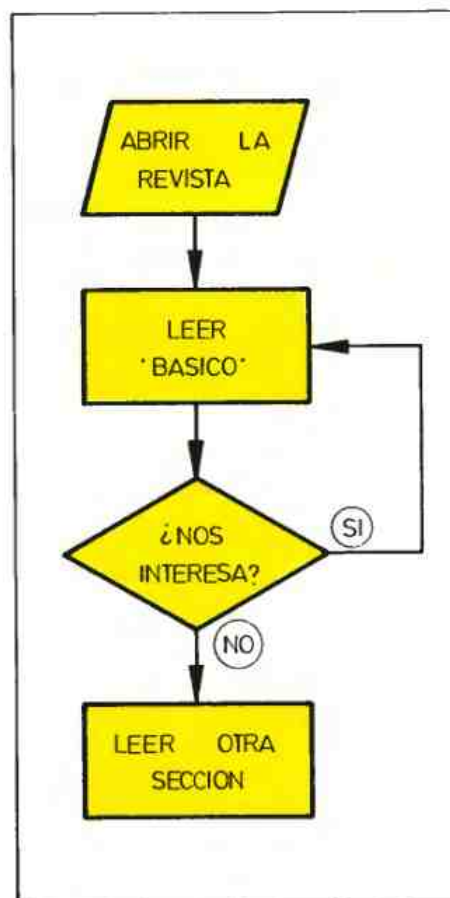 ABRIR LA
REVISTA
LEER
'BASICO'
¿NOS
INTERESA?
SI
NO
LEER OTRA
SECCION